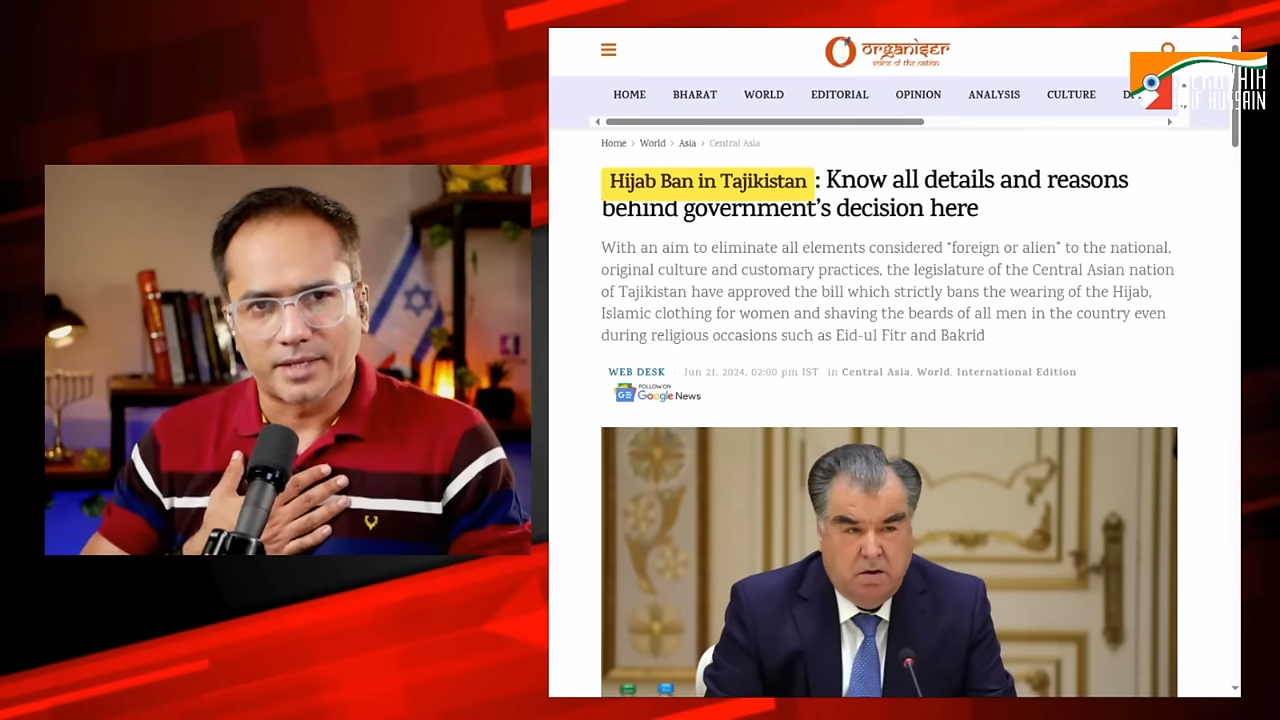 organiser
voice of the nation
HOME BHARAT WORLD EDITORIAL OPINION ANALYSIS CULTURE
Home > World > Asia > Central Asia
Hijab Ban in Tajikistan : Know all details and reasons
behind government's decision here
With an aim to eliminate all elements considered “foreign or alien” to the national,
original culture and customary practices, the legislature of the Central Asian nation
of Tajikistan have approved the bill which strictly bans the wearing of the Hijab,
Islamic clothing for women and shaving the beards of all men in the country even
during religious occasions such as Eid-ul Fitr and Bakrid
WEB DESK - Jun 21, 2024, 02:00 pm IST in Central Asia, World, International Edition
FOLLOW ON
GE Google News